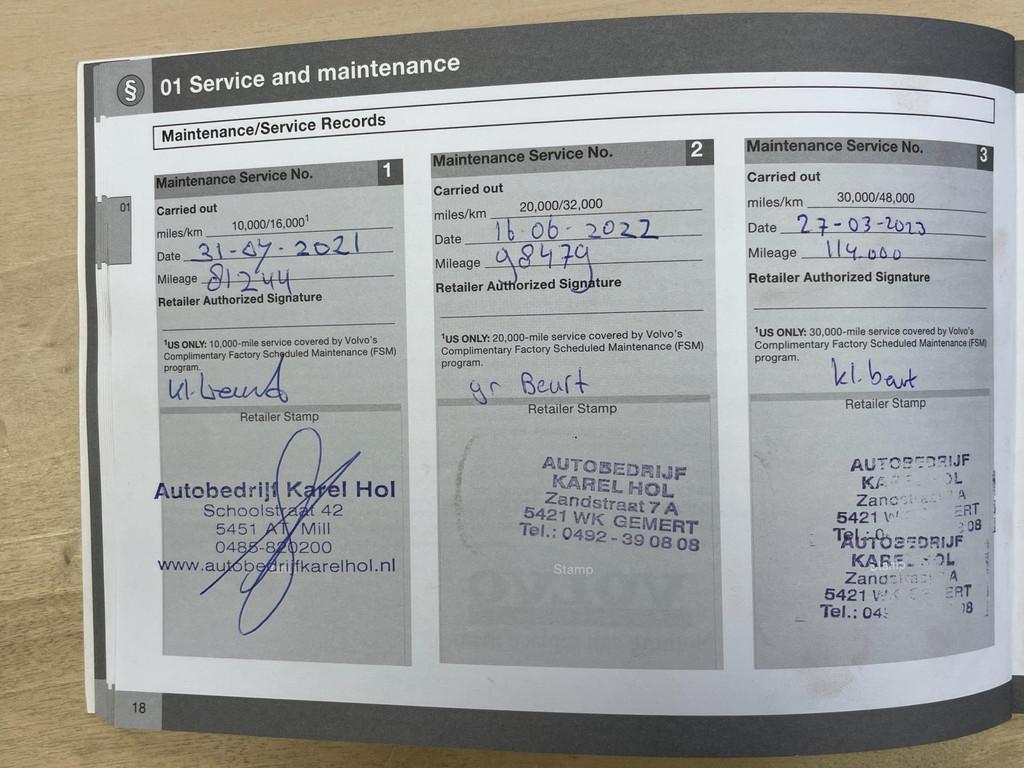 § 01 Service and maintenance
Maintenance/Service Records
01
Maintenance Service No. 1
Carried out
miles/km 10,000/16,000¹
Date 31-07-2021
Mileage 81244
Retailer Authorized Signature
¹US ONLY: 10,000-mile service covered by Volvo's
Complimentary Factory Scheduled Maintenance (FSM)
program.
kl. beurt
Retailer Stamp
Autobedrijf Karel Hol
Schoolstraat 42
5451 AT Mill
0485-820200
www.autobedrijfkarelhol.nl
Maintenance Service No. 2
Carried out
miles/km 20,000/32,000
Date 16-06-2022
Mileage 98479
Retailer Authorized Signature
¹US ONLY: 20,000-mile service covered by Volvo's
Complimentary Factory Scheduled Maintenance (FSM)
program.
gr Beurt
Retailer Stamp
AUTOBEDRIJF
KAREL HOL
Zandstraat 7 A
5421 WK GEMERT
Tel.: 0492 - 39 08 08
Stamp
Maintenance Service No. 3
Carried out
miles/km 30,000/48,000
Date 27-03-2023
Mileage 114.000
Retailer Authorized Signature
¹US ONLY: 30,000-mile service covered by Volvo's
Complimentary Factory Scheduled Maintenance (FSM)
program.
kl. beurt
Retailer Stamp
AUTOBEDRIJF
5421
08
Tel.:
AUTOBEDRIJF
Stamp
5421
Tel.:
18